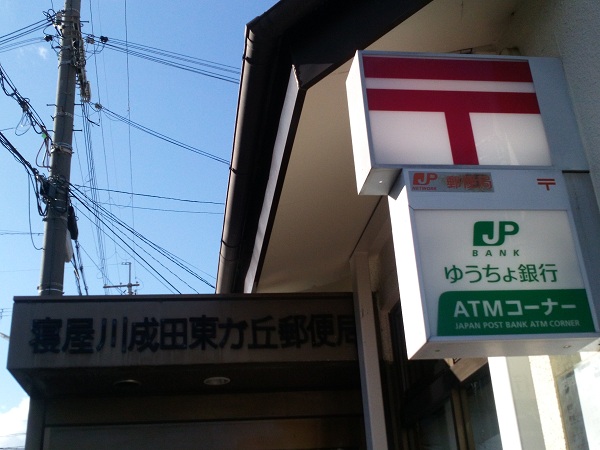 JP 郵便局
JP
BANK
ゆうちょ銀行
ATMコーナー
JAPAN POST BANK ATM CORNER
寝屋川成田東が丘郵便局